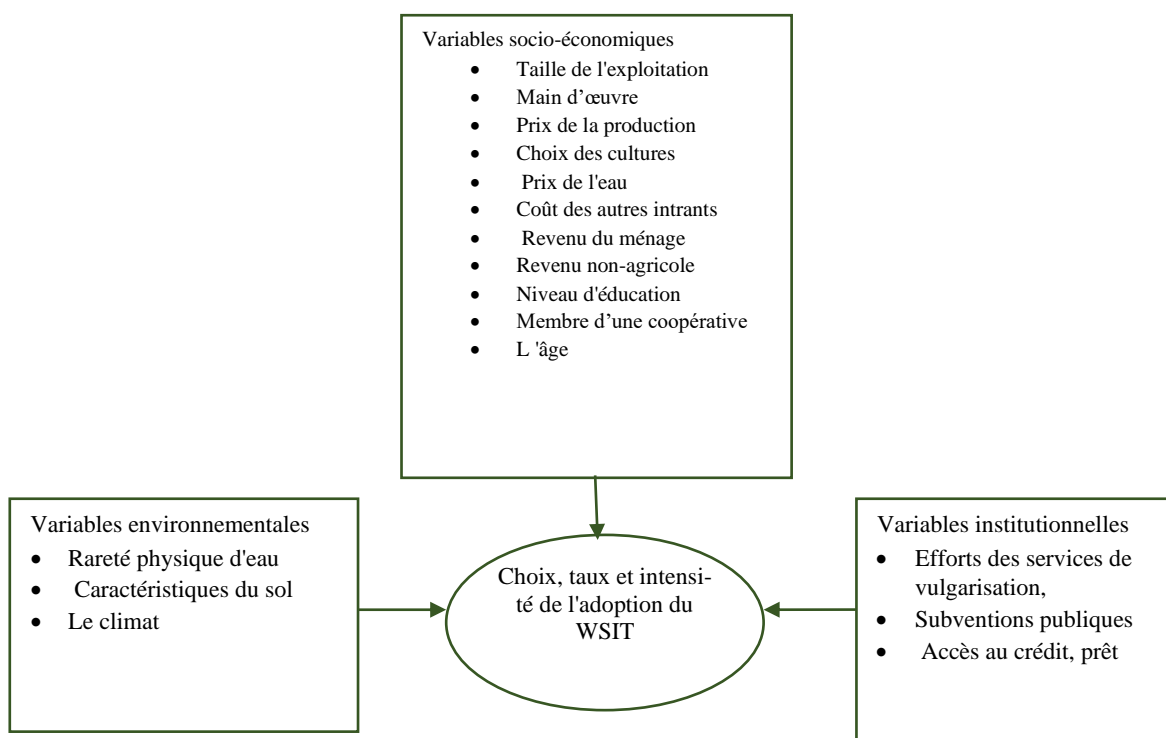 Variables socio-économiques
• Taille de l'exploitation
• Main d’œuvre
• Prix de la production
• Choix des cultures
• Prix de l'eau
• Coût des autres intrants
• Revenu du ménage
• Revenu non-agricole
• Niveau d'éducation
• Membre d’une coopérative
• L 'âge
Variables environnementales
• Rareté physique d'eau
• Caractéristiques du sol
• Le climat
Choix, taux et intensi-
té de l'adoption du
WSIT
Variables institutionnelles
• Efforts des services de
vulgarisation,
• Subventions publiques
• Accès au crédit, prêt